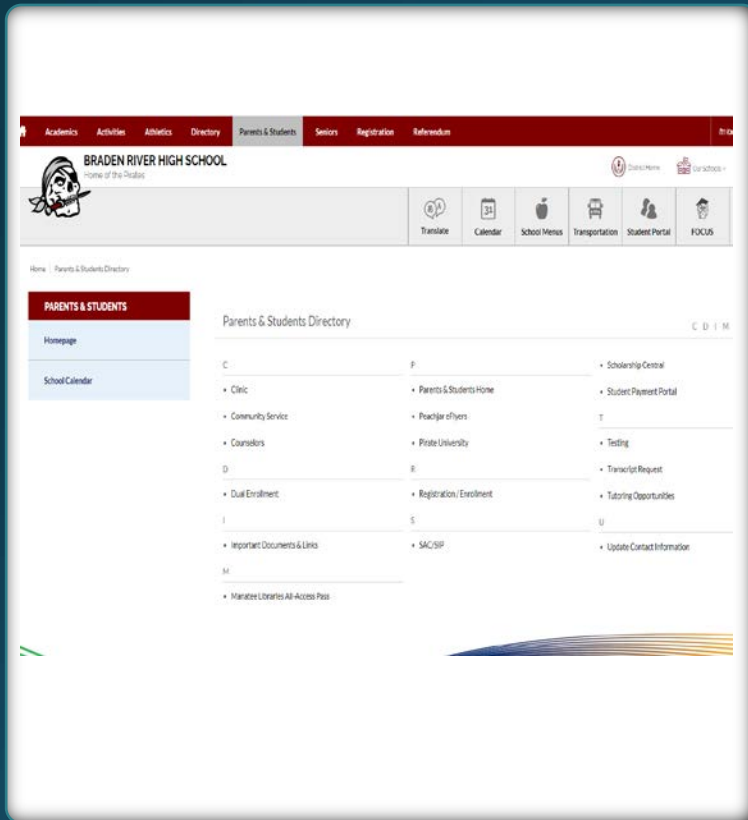 Academics Activities Athletics Directory Parents & Students Seniors Registration Referendum
BRADEN RIVER HIGH SCHOOL
Home of the Pirates
District Home Our Schools
Translate Calendar School Menus Transportation Student Portal FOCUS
Home | Parents & Students Directory
PARENTS & STUDENTS
Homepage
School Calendar
Parents & Students Directory
C D I M
C
• Clinic
• Community Service
• Counselors
D
• Dual Enrollment
I
• Important Documents & Links
M
• Manatee Libraries All-Access Pass
P
• Parents & Students Home
• Peachjar eFlyers
• Pirate University
R
• Registration / Enrollment
S
• SAC/SIP
• Scholarship Central
• Student Payment Portal
T
• Testing
• Transcript Request
• Tutoring Opportunities
U
• Update Contact Information